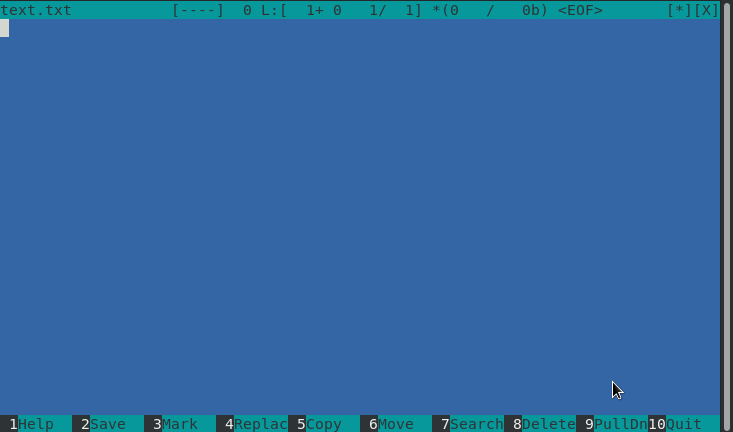 text.txt [----] 0 L:[ 1+ 0 1/ 1] *(0 / 0b) <EOF> [*][X]
1Help 2Save 3Mark 4Replac 5Copy 6Move 7Search 8Delete 9PullDn 10Quit